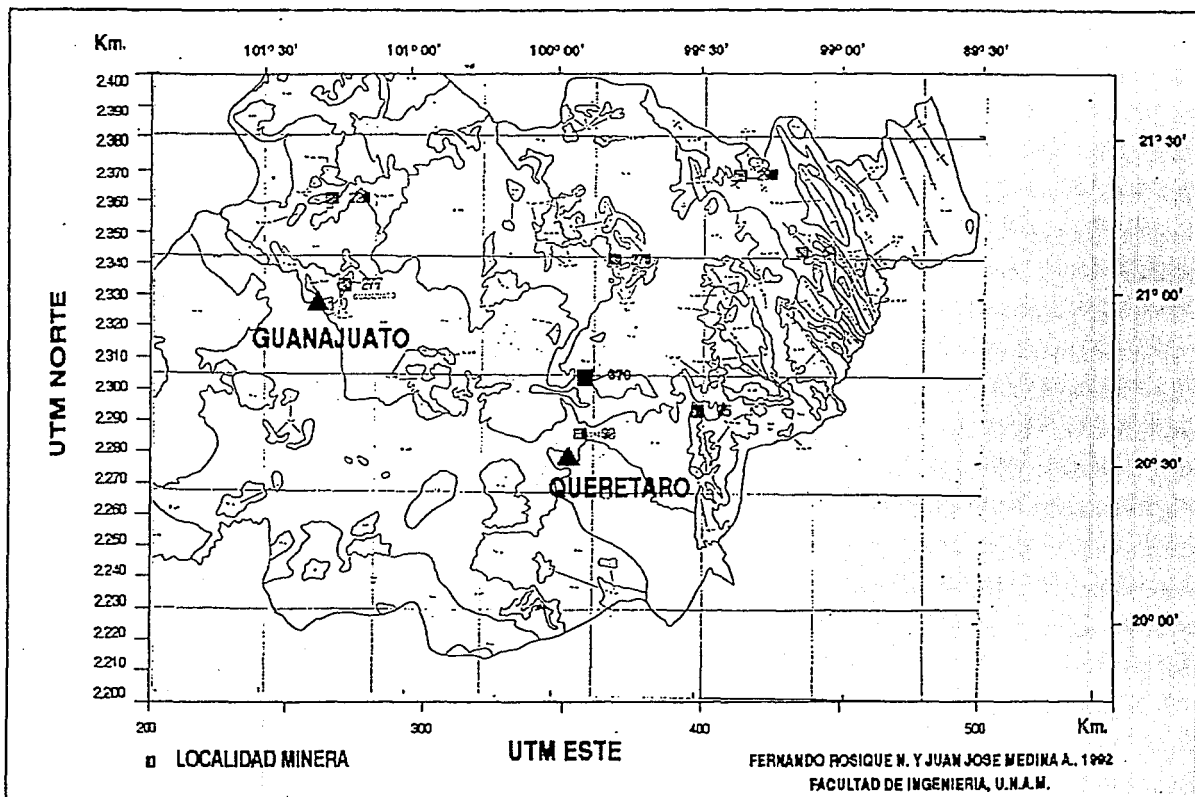 Km.
101° 30' 101° 00' 100° 00' 99° 30' 99° 00' 89° 30'
2.400
2.390
2.380
2.370
2.360
2.350
2.340
2.330
2.320
2.310
2.300
2.290
2.280
2.270
2.260
2.250
2.240
2.230
2.220
2.210
2.200
UTM NORTE
21° 30'
21° 00'
20° 30'
20° 00'
277
GUANAJUATO
370
QUERETARO
200 300 400 500 Km.
UTM ESTE
LOCALIDAD MINERA
FERNANDO ROSIQUE N. Y JUAN JOSE MEDINA A., 1992
FACULTAD DE INGENIERIA, U.N.A.M.